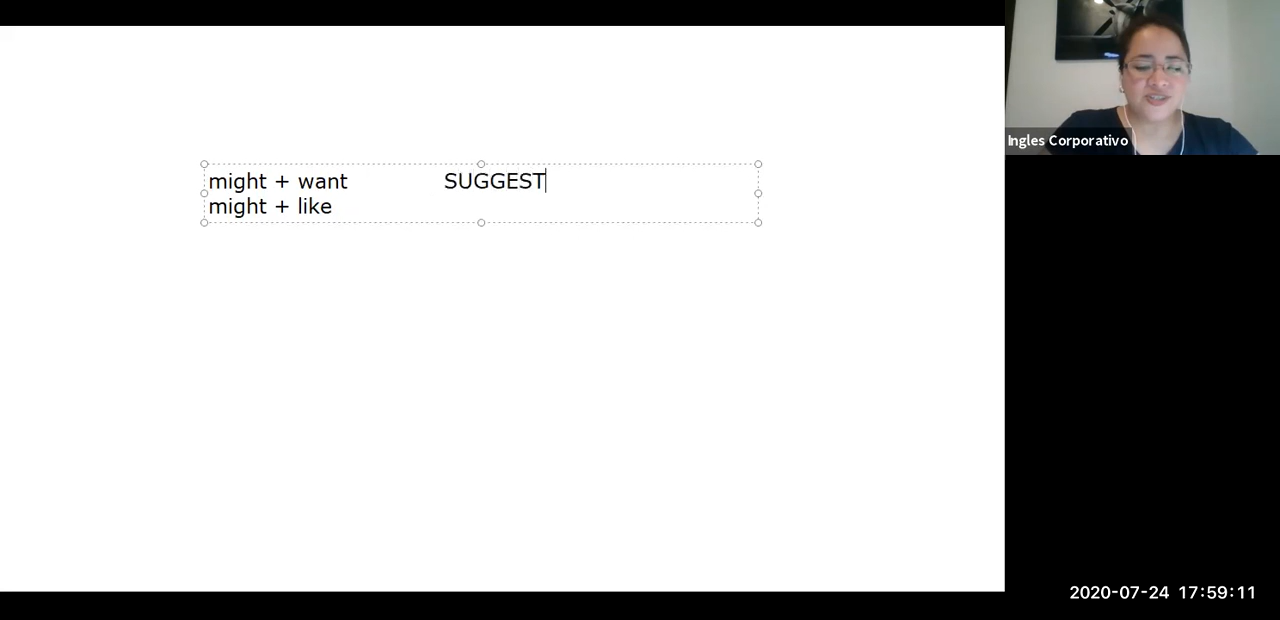 might + want SUGGEST
might + like
Ingles Corporativo
2020-07-24 17:59:11